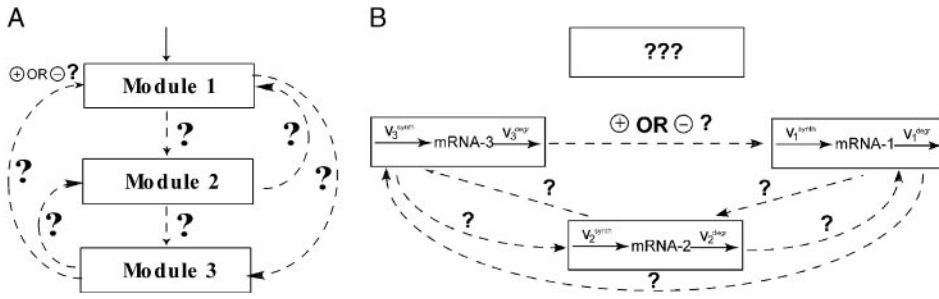 A
⊕ OR ⊖ ?
Module 1
?
?
?
?
Module 2
?
?
Module 3
B
???
⊕ OR ⊖ ?
V₃ˢʸⁿᵗʰ mRNA-3 V₃ᵈᵉᵍʳ
V₁ˢʸⁿᵗʰ mRNA-1 V₁ᵈᵉᵍʳ
?
?
?
?
V₂ˢʸⁿᵗʰ mRNA-2 V₂ᵈᵉᵍʳ
?